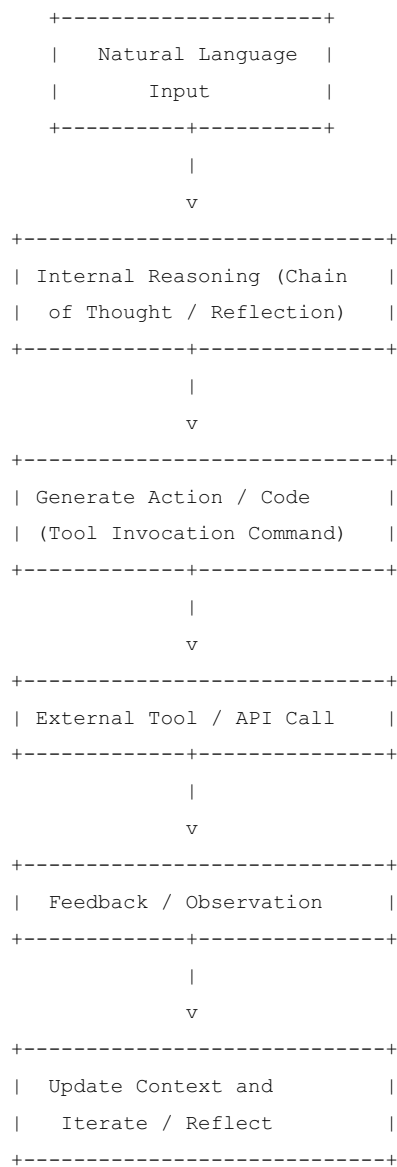 Natural Language
Input
Internal Reasoning (Chain
of Thought / Reflection)
Generate Action / Code
(Tool Invocation Command)
External Tool / API Call
Feedback / Observation
Update Context and
Iterate / Reflect